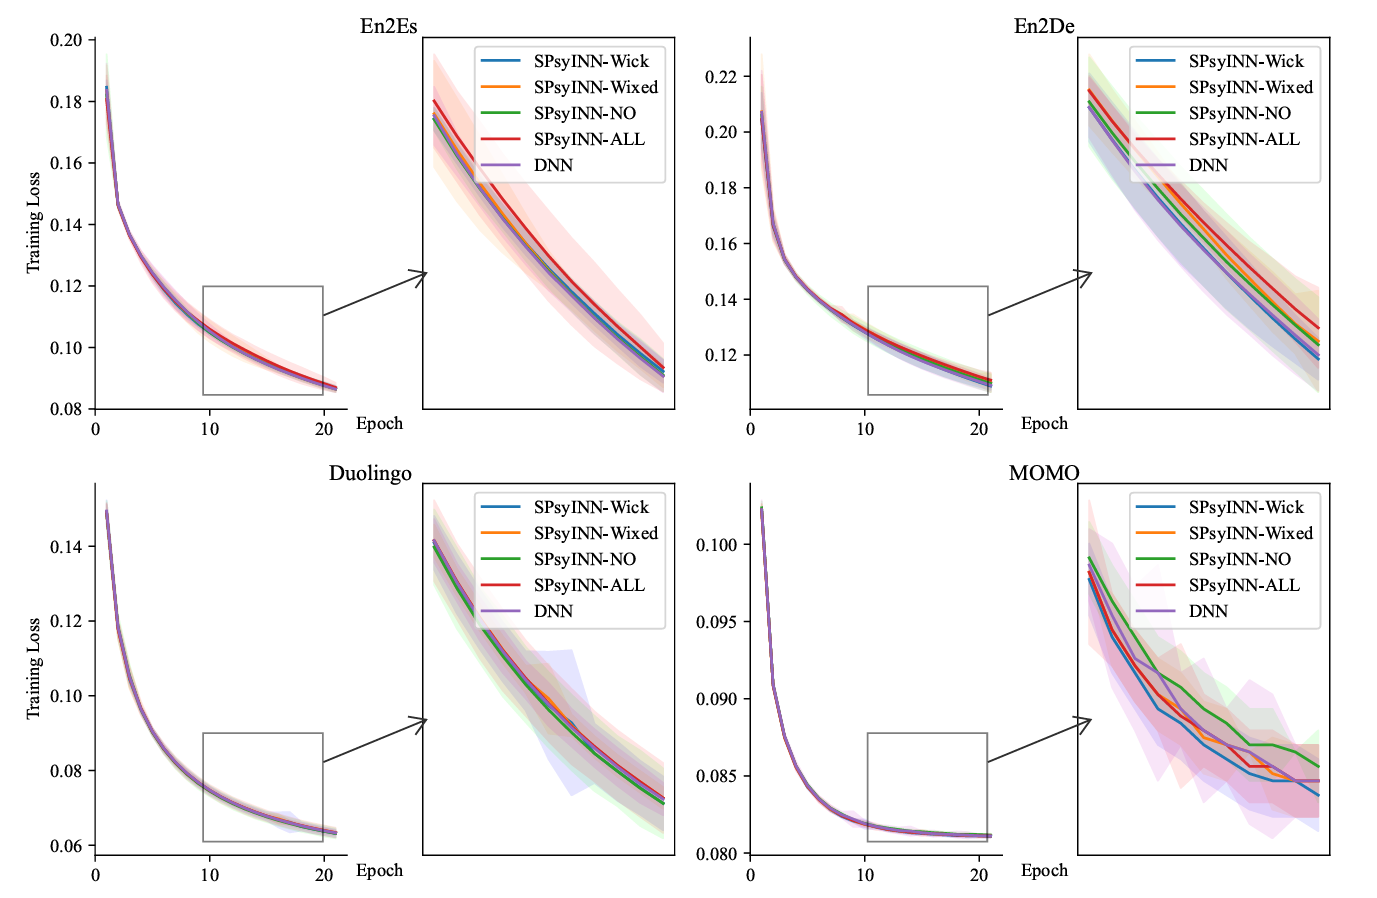 En2Es
0.20
0.18
0.16
0.14
0.12
0.10
0.08
Training Loss
0
10
20
Epoch
SPsyINN-Wick
SPsyINN-Wixed
SPsyINN-NO
SPsyINN-ALL
DNN
En2De
0.22
0.20
0.18
0.16
0.14
0.12
0
10
20
Epoch
SPsyINN-Wick
SPsyINN-Wixed
SPsyINN-NO
SPsyINN-ALL
DNN
Duolingo
0.14
0.12
0.10
0.08
0.06
Training Loss
0
10
20
Epoch
SPsyINN-Wick
SPsyINN-Wixed
SPsyINN-NO
SPsyINN-ALL
DNN
MOMO
0.100
0.095
0.090
0.085
0.080
0
10
20
Epoch
SPsyINN-Wick
SPsyINN-Wixed
SPsyINN-NO
SPsyINN-ALL
DNN